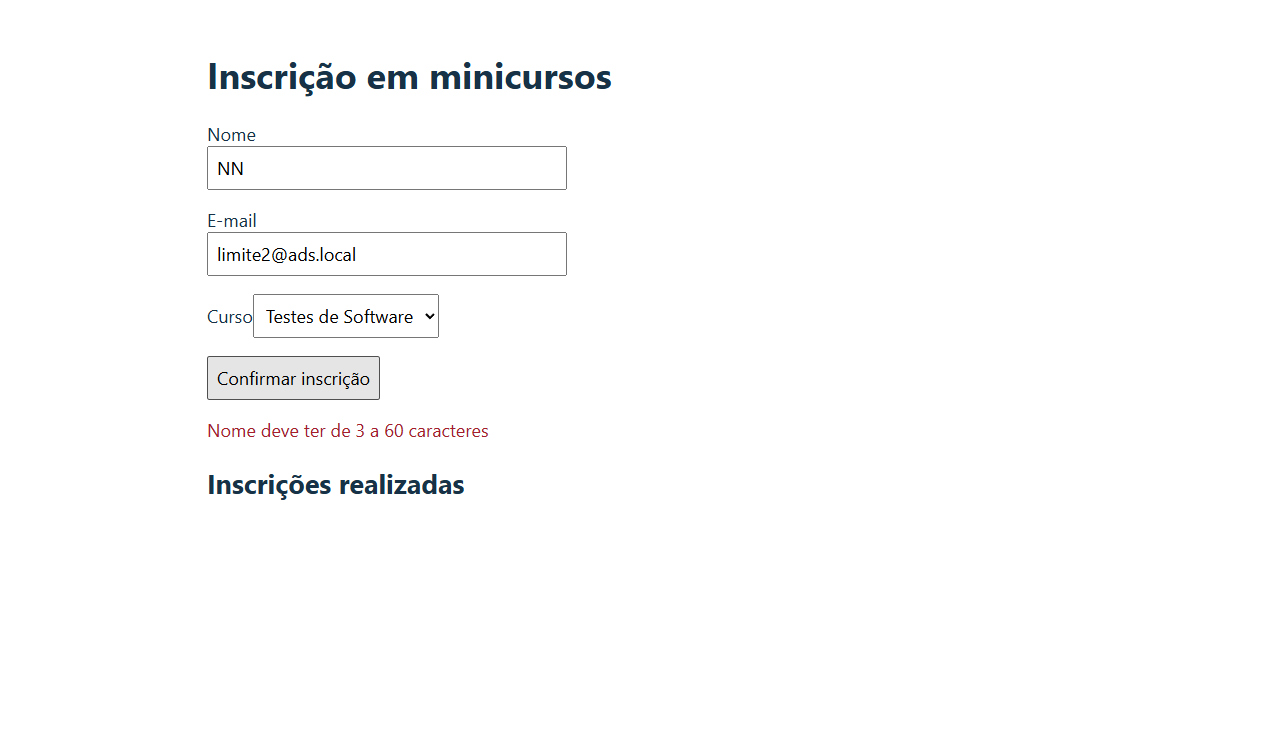 Inscrição em minicursos
Nome
NN
E-mail
limite2@ads.local
Curso Testes de Software
Confirmar inscrição
Nome deve ter de 3 a 60 caracteres
Inscrições realizadas